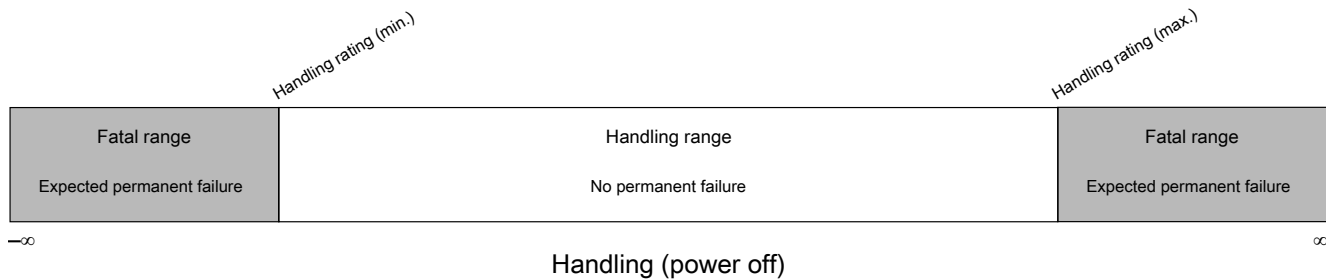 Handling rating (min.)
Handling rating (max.)
Fatal range
Handling range
Fatal range
Expected permanent failure
No permanent failure
Expected permanent failure
–∞
∞
Handling (power off)